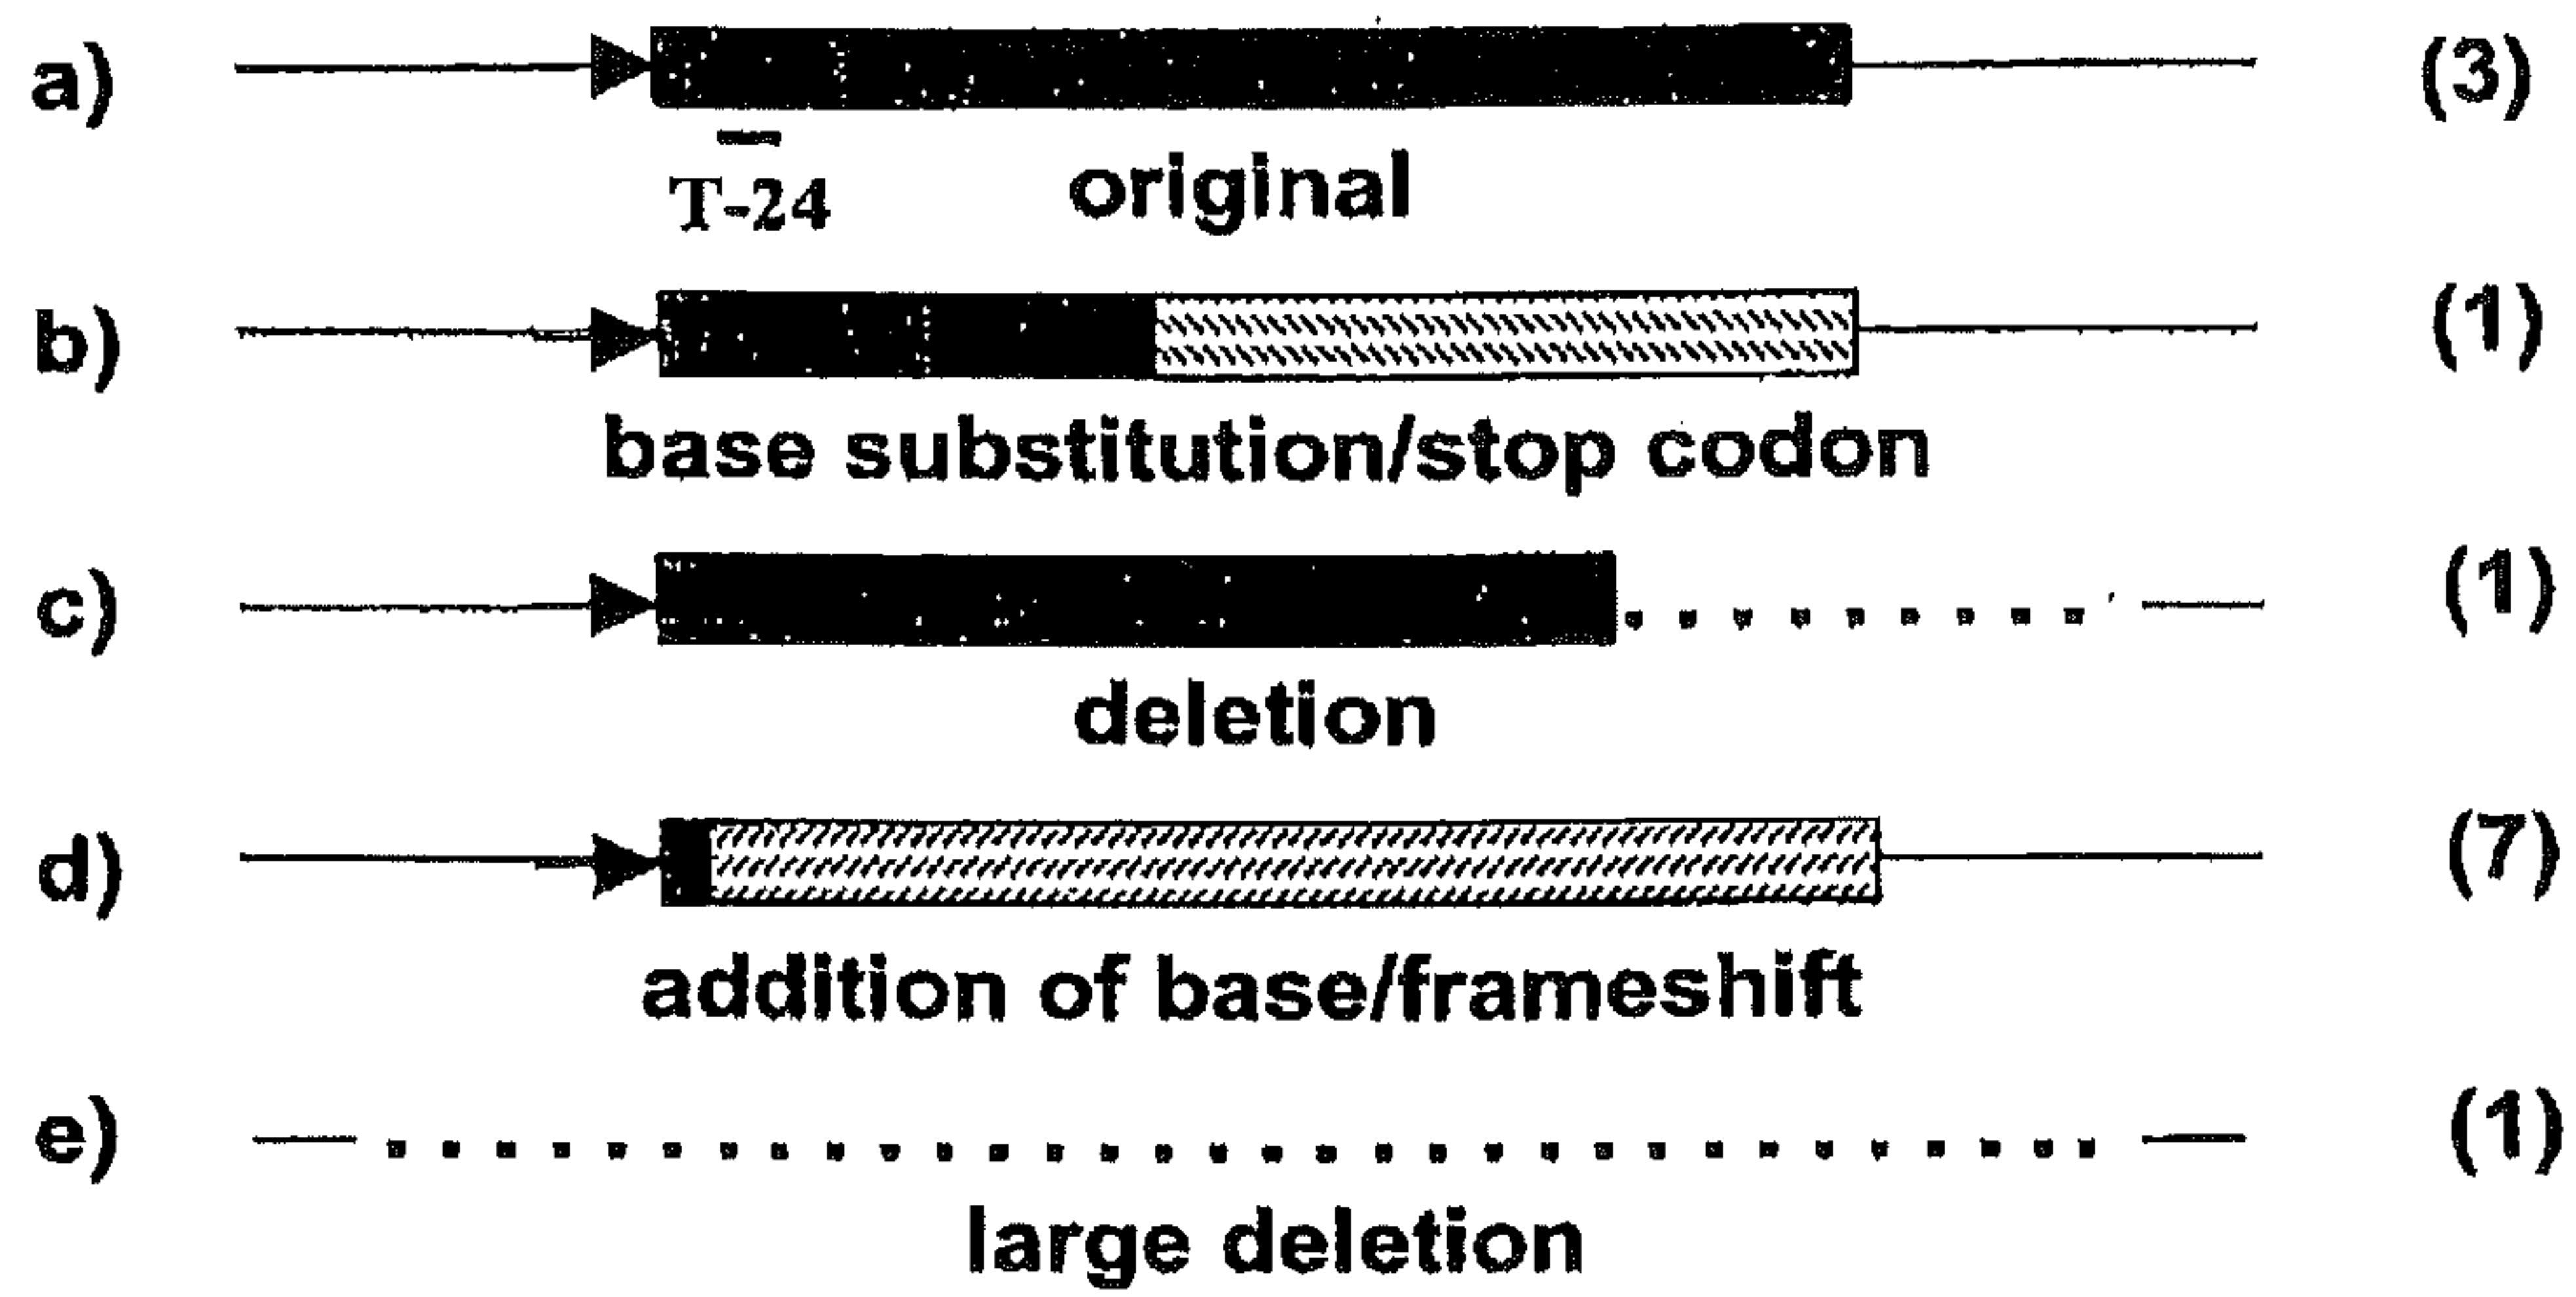 a) (3)
T-24 original
b) (1)
base substitution/stop codon
c) (1)
deletion
d) (7)
addition of base/frameshift
e) (1)
large deletion